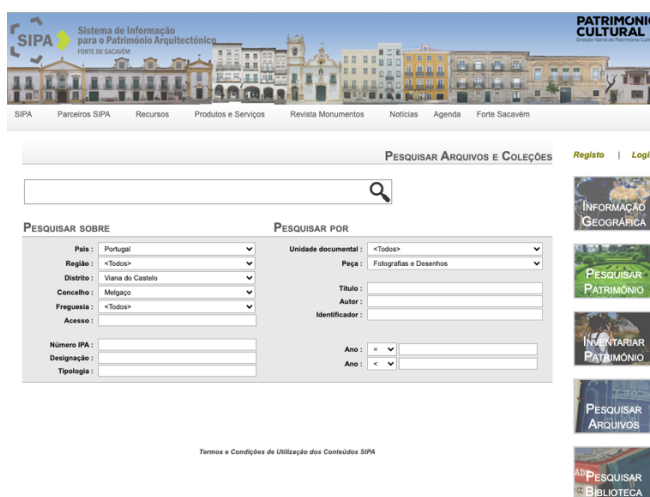 SIPA
Sistema de Informação
para o Património Arquitectónico
FORTE DE SACAVÉM
PATRIMÓNIO
CULTURAL
SIPA Parceiros SIPA Recursos Produtos e Serviços Revista Monumentos Notícias Agenda Forte Sacavém
PESQUISAR ARQUIVOS E COLEÇÕES
Registo | Logi
PESQUISAR SOBRE
País : Portugal
Região : <Todos>
Distrito : Viana do Castelo
Concelho : Melgaço
Freguesia : <Todos>
Acesso :
Número IPA :
Designação :
Tipologia :
PESQUISAR POR
Unidade documental : <Todos>
Peça : Fotografias e Desenhos
Título :
Autor :
Identificador :
Ano : =
Ano : <
INFORMAÇÃO
GEOGRÁFICA
PESQUISAR
PATRIMÓNIO
INVENTARIAR
PATRIMÓNIO
PESQUISAR
ARQUIVOS
PESQUISAR
BIBLIOTECA
Termos e Condições de Utilização dos Conteúdos SIPA